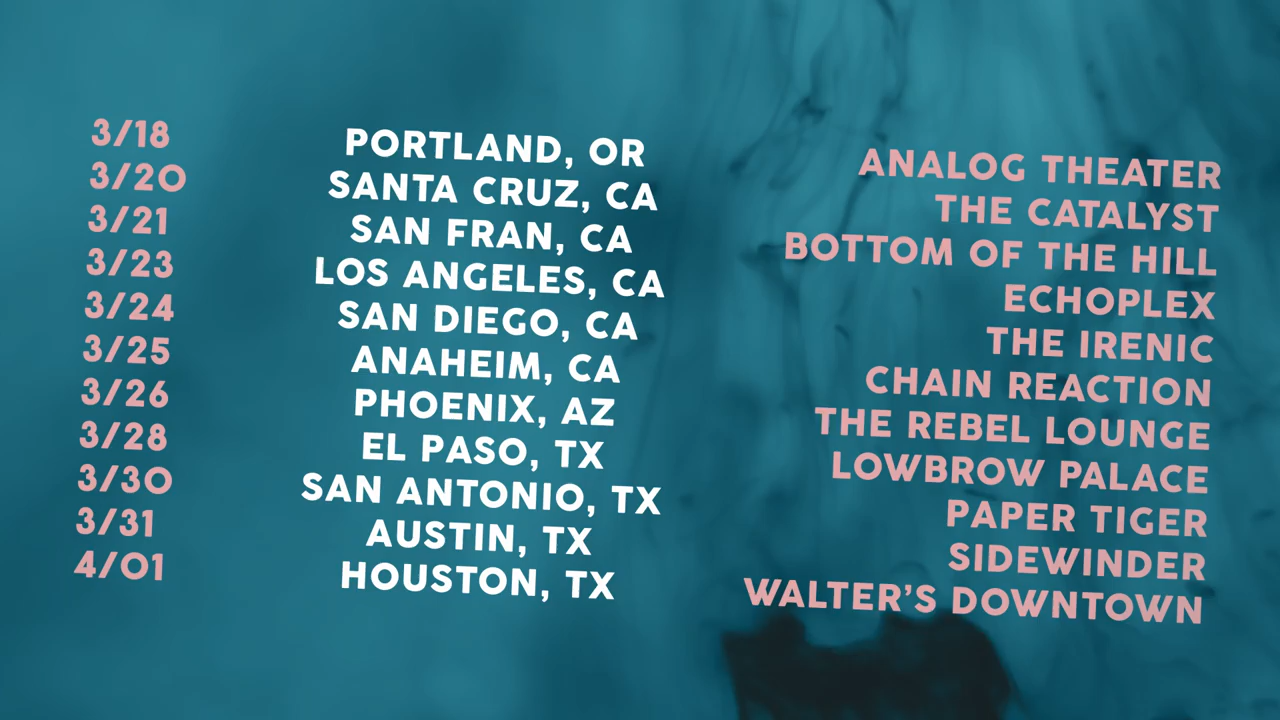 3/18 PORTLAND, OR ANALOG THEATER
3/20 SANTA CRUZ, CA THE CATALYST
3/21 SAN FRAN, CA BOTTOM OF THE HILL
3/23 LOS ANGELES, CA ECHOPLEX
3/24 SAN DIEGO, CA THE IRENIC
3/25 ANAHEIM, CA CHAIN REACTION
3/26 PHOENIX, AZ THE REBEL LOUNGE
3/28 EL PASO, TX LOWBROW PALACE
3/30 SAN ANTONIO, TX PAPER TIGER
3/31 AUSTIN, TX SIDEWINDER
4/01 HOUSTON, TX WALTER'S DOWNTOWN